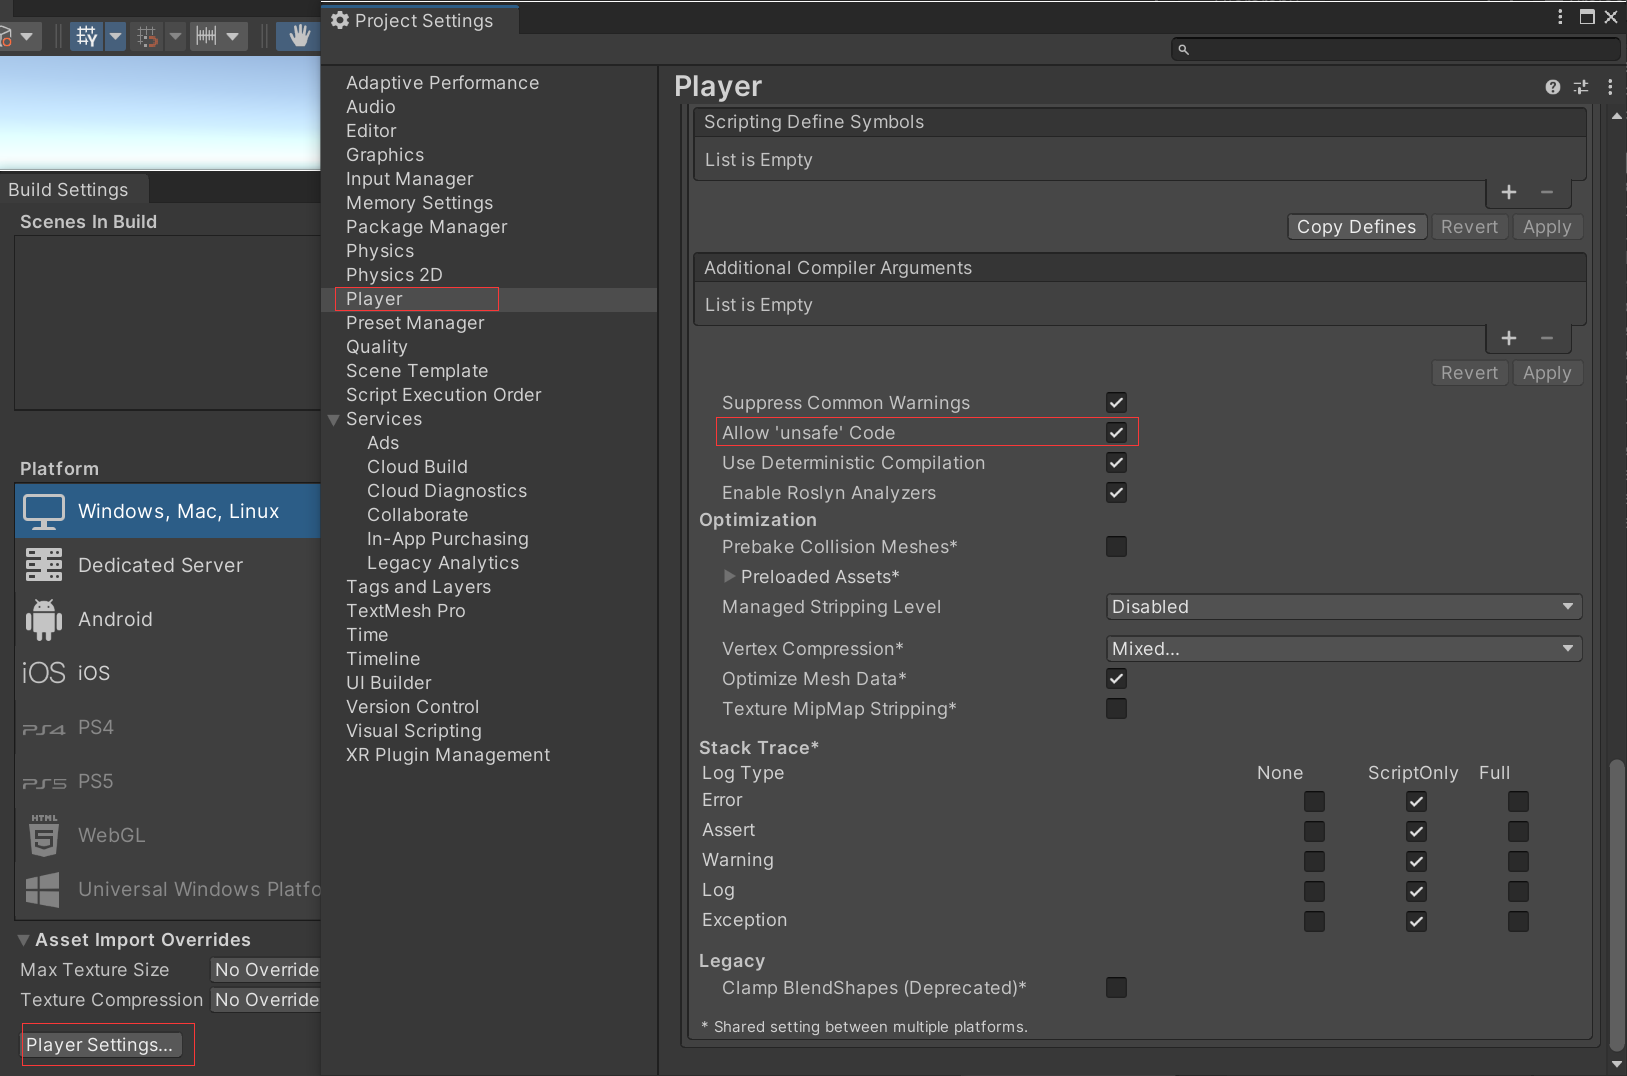 Project Settings
Build Settings
Scenes In Build
Platform
Windows, Mac, Linux
Dedicated Server
Android
iOS
iOS
PS4
PS4
PS5
PS5
HTML
5
WebGL
Universal Windows Platfo
Asset Import Overrides
Max Texture Size No Override
Texture Compression No Override
Player Settings...
Adaptive Performance
Audio
Editor
Graphics
Input Manager
Memory Settings
Package Manager
Physics
Physics 2D
Player
Preset Manager
Quality
Scene Template
Script Execution Order
Services
Ads
Cloud Build
Cloud Diagnostics
Collaborate
In-App Purchasing
Legacy Analytics
Tags and Layers
TextMesh Pro
Time
Timeline
UI Builder
Version Control
Visual Scripting
XR Plugin Management
Player
Scripting Define Symbols
List is Empty
Copy Defines Revert Apply
Additional Compiler Arguments
List is Empty
Revert Apply
Suppress Common Warnings
Allow 'unsafe' Code
Use Deterministic Compilation
Enable Roslyn Analyzers
Optimization
Prebake Collision Meshes*
Preloaded Assets*
Managed Stripping Level Disabled
Vertex Compression* Mixed...
Optimize Mesh Data*
Texture MipMap Stripping*
Stack Trace*
Log Type None ScriptOnly Full
Error
Assert
Warning
Log
Exception
Legacy
Clamp BlendShapes (Deprecated)*
* Shared setting between multiple platforms.